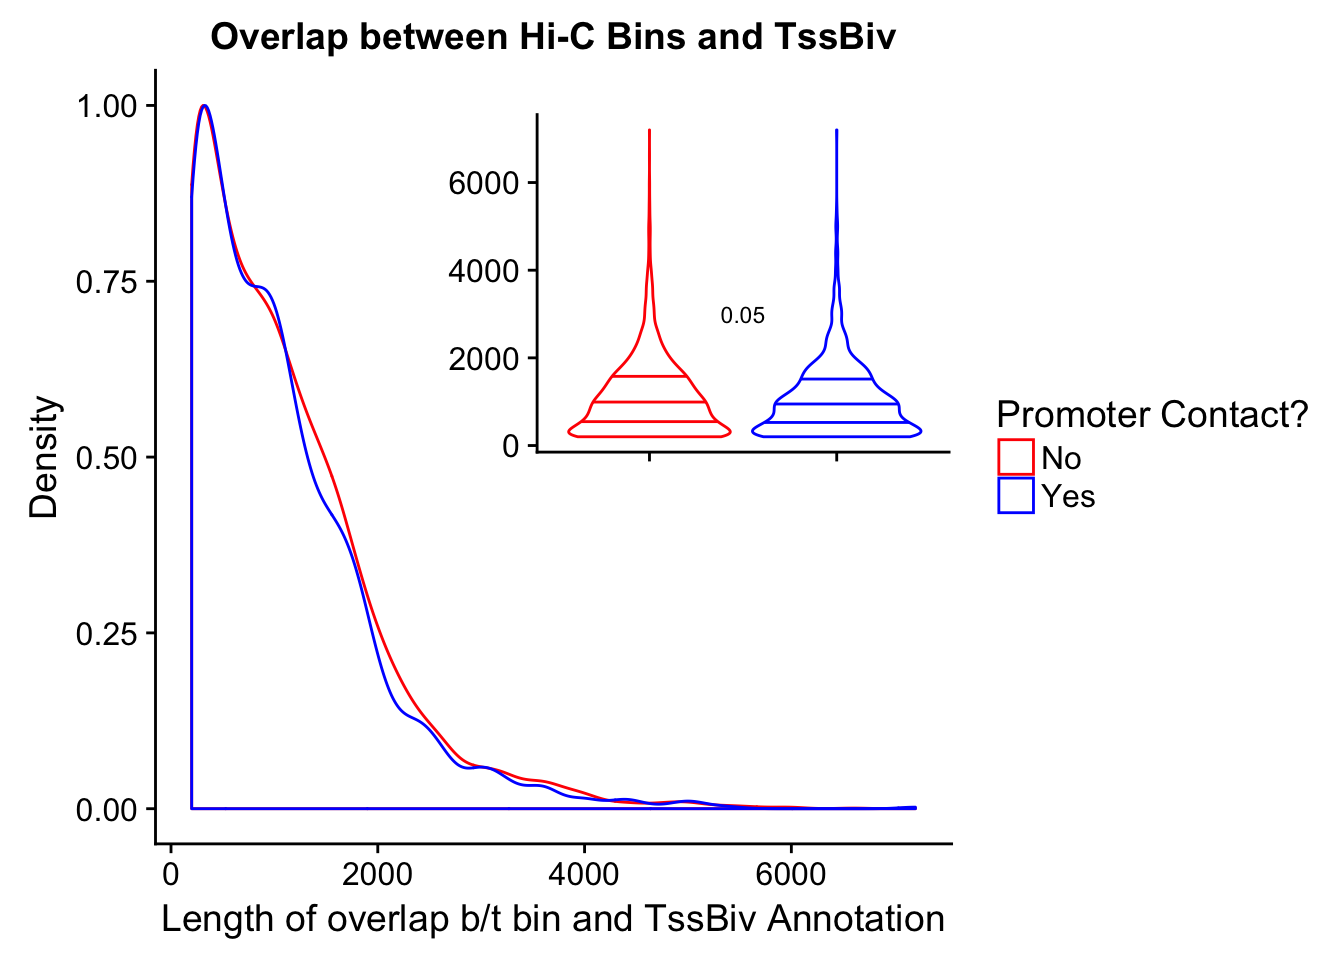 Overlap between Hi-C Bins and TssBiv
1.00
0.75
0.50
0.25
0.00
Density
0
2000
4000
6000
Length of overlap b/t bin and TssBiv Annotation
6000
4000
2000
0
0.05
Promoter Contact?
No
Yes